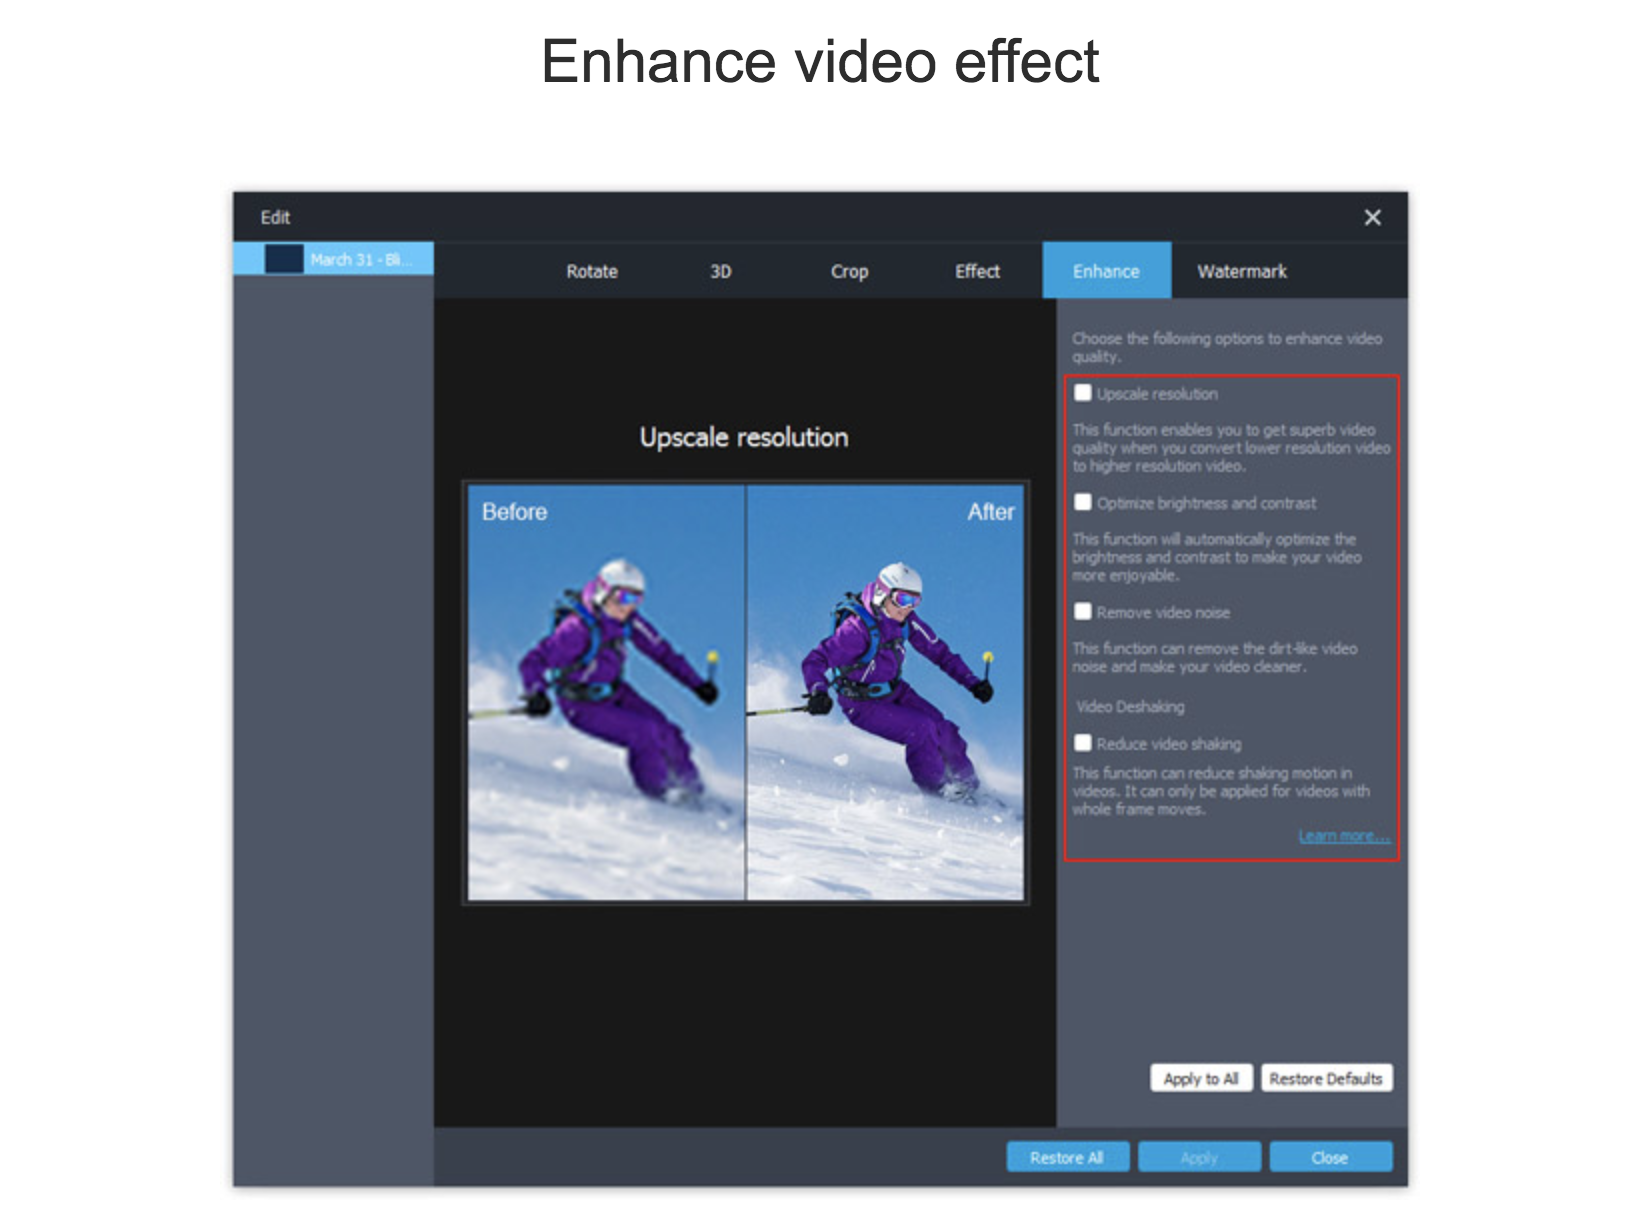 Enhance video effect
Edit
March 31 - Bli...
Rotate
3D
Crop
Effect
Enhance
Watermark
Choose the following options to enhance video
quality.
Upscale resolution
This function enables you to get superb video
quality when you convert lower resolution video
to higher resolution video.
Optimize brightness and contrast
This function will automatically optimize the
brightness and contrast to make your video
more enjoyable.
Remove video noise
This function can remove the dirt-like video
noise and make your video cleaner.
Video Deshaking
Reduce video shaking
This function can reduce shaking motion in
videos. It can only be applied for videos with
whole frame moves.
Learn more...
Upscale resolution
Before
After
Apply to All
Restore Defaults
Restore All
Apply
Close